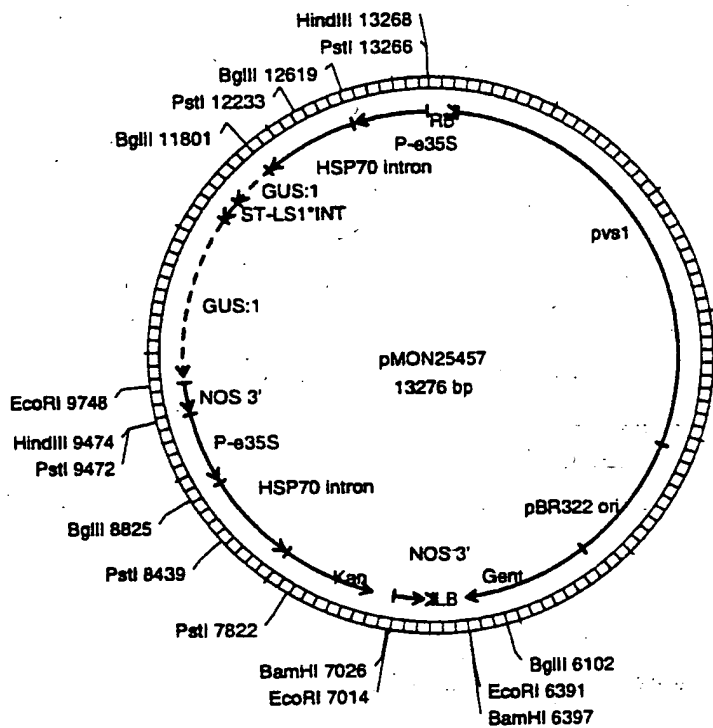 HindIII 13268
PstI 13266
BglII 12619
PstI 12233
BglII 11801
RB
P-e35S
HSP70 intron
GUS:1
ST-LS1*INT
pvs1
GUS:1
pMON25457
13276 bp
EcoRI 9748
NOS 3'
HindIII 9474
P-e35S
PstI 9472
HSP70 intron
BglII 8825
pBR322 ori
PstI 8439
NOS 3'
Kan
Gent
LB
PstI 7822
BamHI 7026
BglII 6102
EcoRI 7014
EcoRI 6391
BamHI 6397